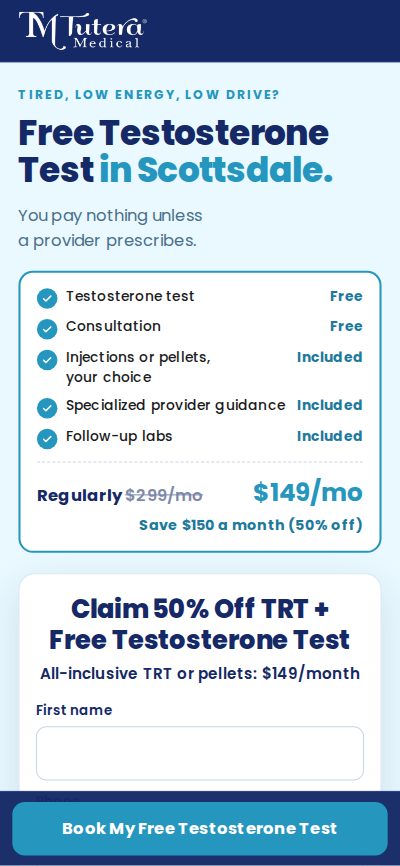 Tutera®
Medical
TIRED, LOW ENERGY, LOW DRIVE?
Free Testosterone
Test in Scottsdale.
You pay nothing unless
a provider prescribes.
Testosterone test Free
Consultation Free
Injections or pellets, Included
your choice
Specialized provider guidance Included
Follow-up labs Included
Regularly $299/mo $149/mo
Save $150 a month (50% off)
Claim 50% Off TRT +
Free Testosterone Test
All-inclusive TRT or pellets: $149/month
First name
Phone
Book My Free Testosterone Test